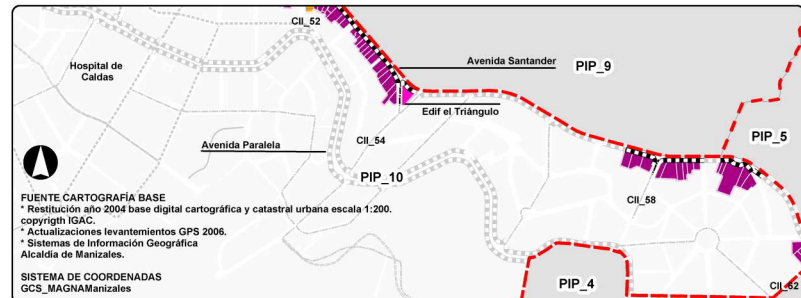 Cll_52
Avenida Santander
PIP_9
Hospital de
Caldas
Edif el Triángulo
PIP_5
Avenida Paralela
Cll_54
PIP_10
Cll_58
FUENTE CARTOGRAFÍA BASE
* Restitución año 2004 base digital cartográfica y catastral urbana escala 1:200.
copyrigth IGAC.
* Actualizaciones levantamientos GPS 2006.
* Sistemas de Información Geográfica
Alcaldía de Manizales.
SISTEMA DE COORDENADAS
GCS_MAGNAManizales
PIP_4
Cll_62